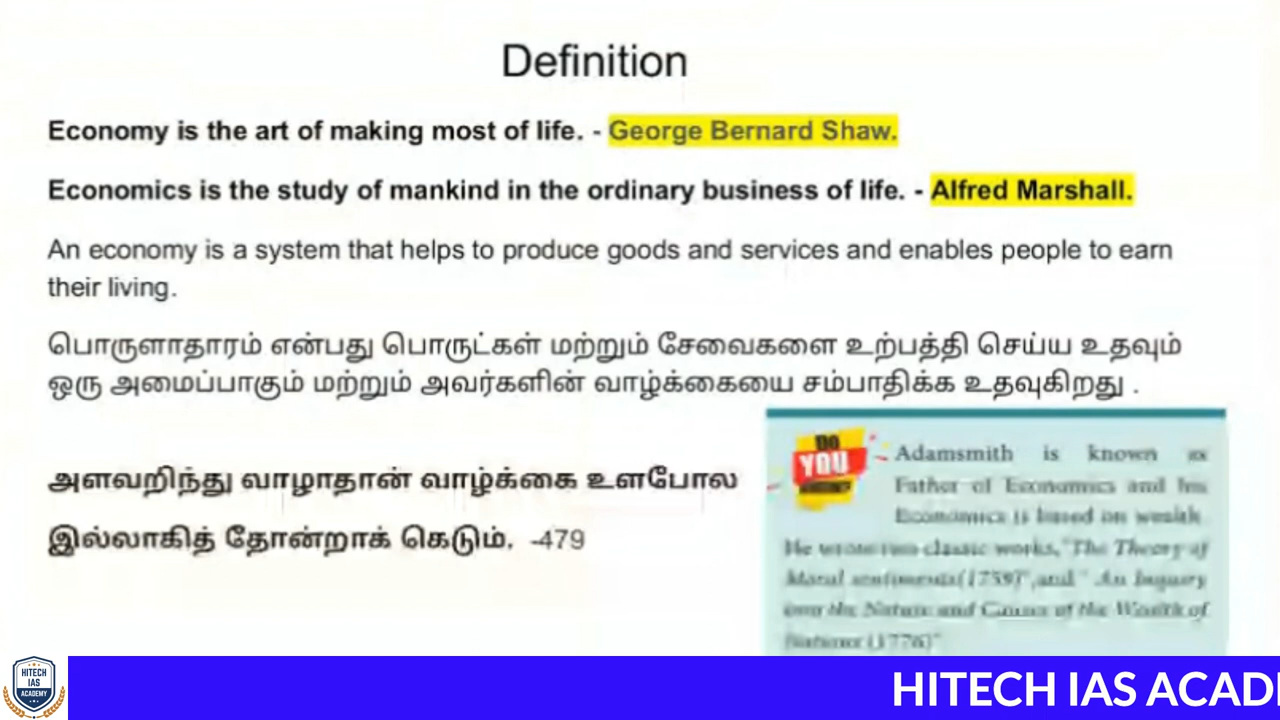 Definition
Economy is the art of making most of life. - George Bernard Shaw.
Economics is the study of mankind in the ordinary business of life. - Alfred Marshall.
An economy is a system that helps to produce goods and services and enables people to earn
their living.
பொருளாதாரம் என்பது பொருட்கள் மற்றும் சேவைகளை உற்பத்தி செய்ய உதவும்
ஒரு அமைப்பாகும் மற்றும் அவர்களின் வாழ்க்கையை சம்பாதிக்க உதவுகிறது .
அளவறிந்து வாழாதான் வாழ்க்கை உளபோல
இல்லாகித் தோன்றாக் கெடும். -479
DO
YOU
Adamsmith is known as
Father of Economics and his
Economics is based on wealth.
He wrote two classic works,"The Theory of
Moral sentiments(1759)",and " An Inquiry
into the Nature and Causes of the Wealth of
Nations (1776)"
HITECH
IAS
ACADEMY
HITECH IAS ACADE